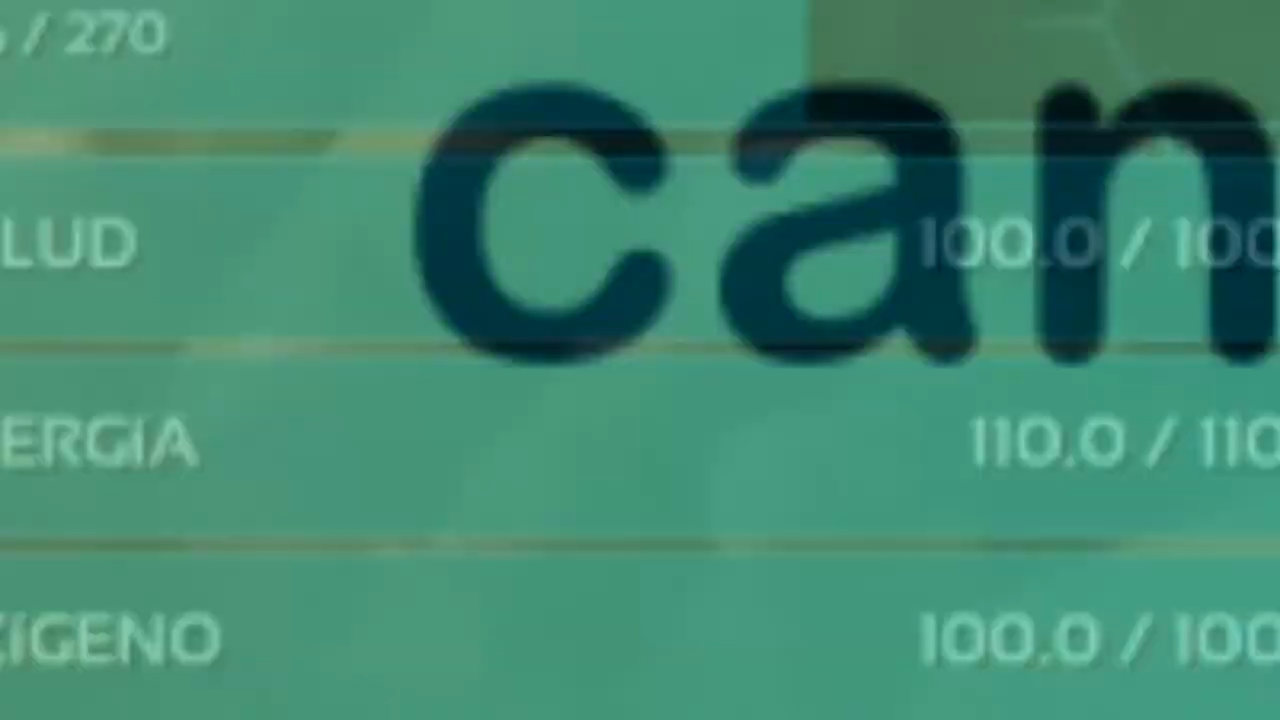 / 270
can
LUD 100.0 / 100
ERGIA 110.0 / 110
IGENO 100.0 / 100